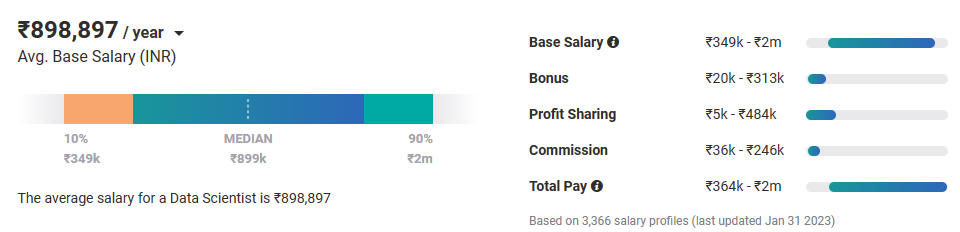 ₹898,897 / year
Avg. Base Salary (INR)
10% MEDIAN 90%
₹349k ₹899k ₹2m
The average salary for a Data Scientist is ₹898,897
Base Salary ₹349k - ₹2m
Bonus ₹20k - ₹313k
Profit Sharing ₹5k - ₹484k
Commission ₹36k - ₹246k
Total Pay ₹364k - ₹2m
Based on 3,366 salary profiles (last updated Jan 31 2023)